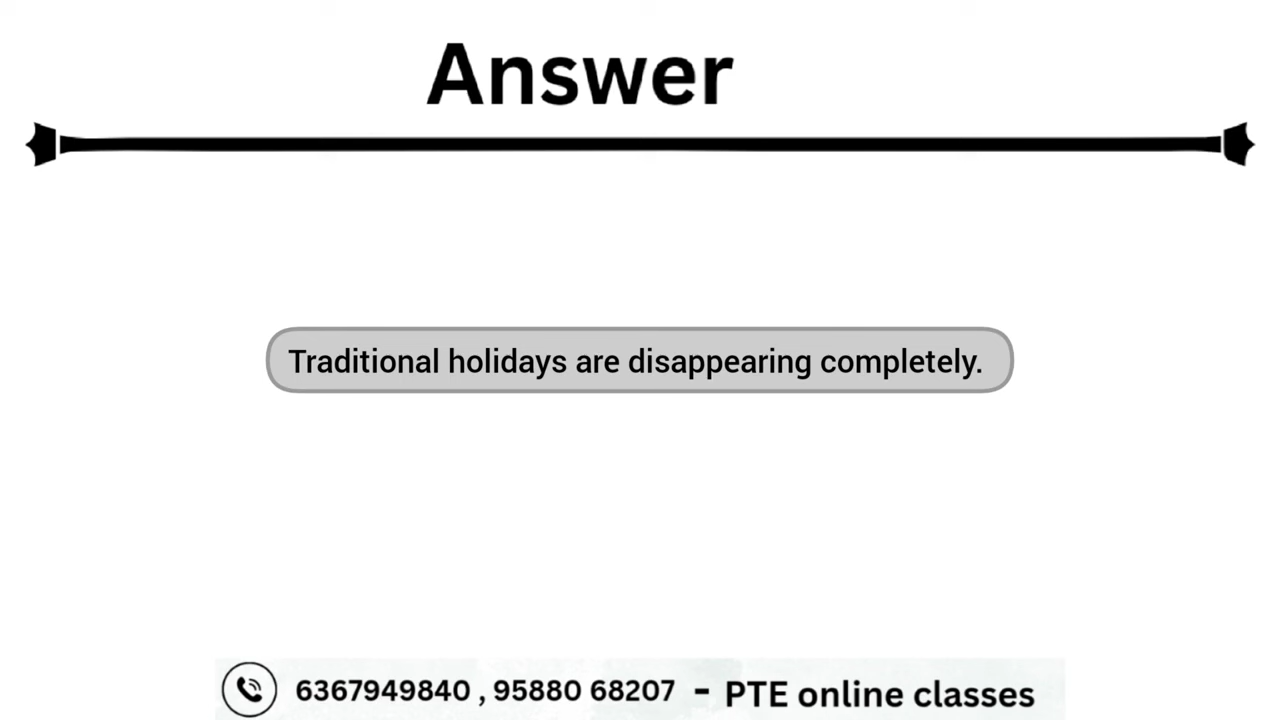 Answer
Traditional holidays are disappearing completely.
6367949840 , 95880 68207 - PTE online classes